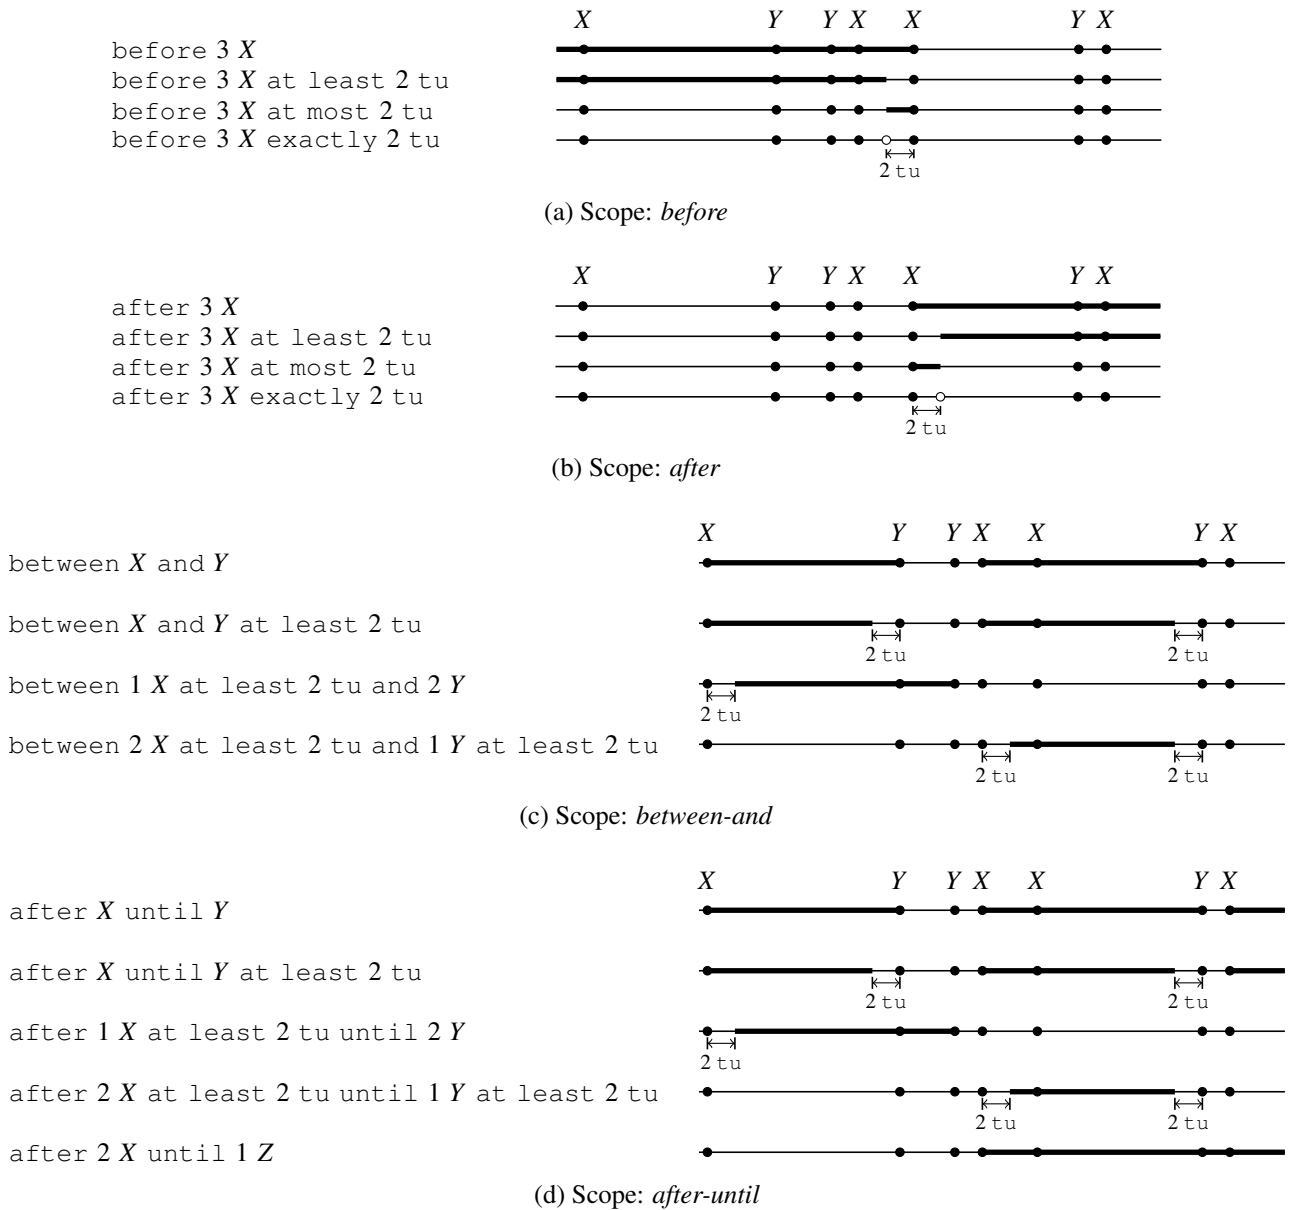 X Y Y X X Y X
before 3 X
before 3 X at least 2 tu
before 3 X at most 2 tu
before 3 X exactly 2 tu
2 tu
(a) Scope: before
X Y Y X X Y X
after 3 X
after 3 X at least 2 tu
after 3 X at most 2 tu
after 3 X exactly 2 tu
2 tu
(b) Scope: after
X Y Y X X Y X
between X and Y
between X and Y at least 2 tu
2 tu 2 tu
between 1 X at least 2 tu and 2 Y
2 tu
between 2 X at least 2 tu and 1 Y at least 2 tu
2 tu 2 tu
(c) Scope: between-and
X Y Y X X Y X
after X until Y
after X until Y at least 2 tu
2 tu 2 tu
after 1 X at least 2 tu until 2 Y
2 tu
after 2 X at least 2 tu until 1 Y at least 2 tu
2 tu 2 tu
after 2 X until 1 Z
(d) Scope: after-until